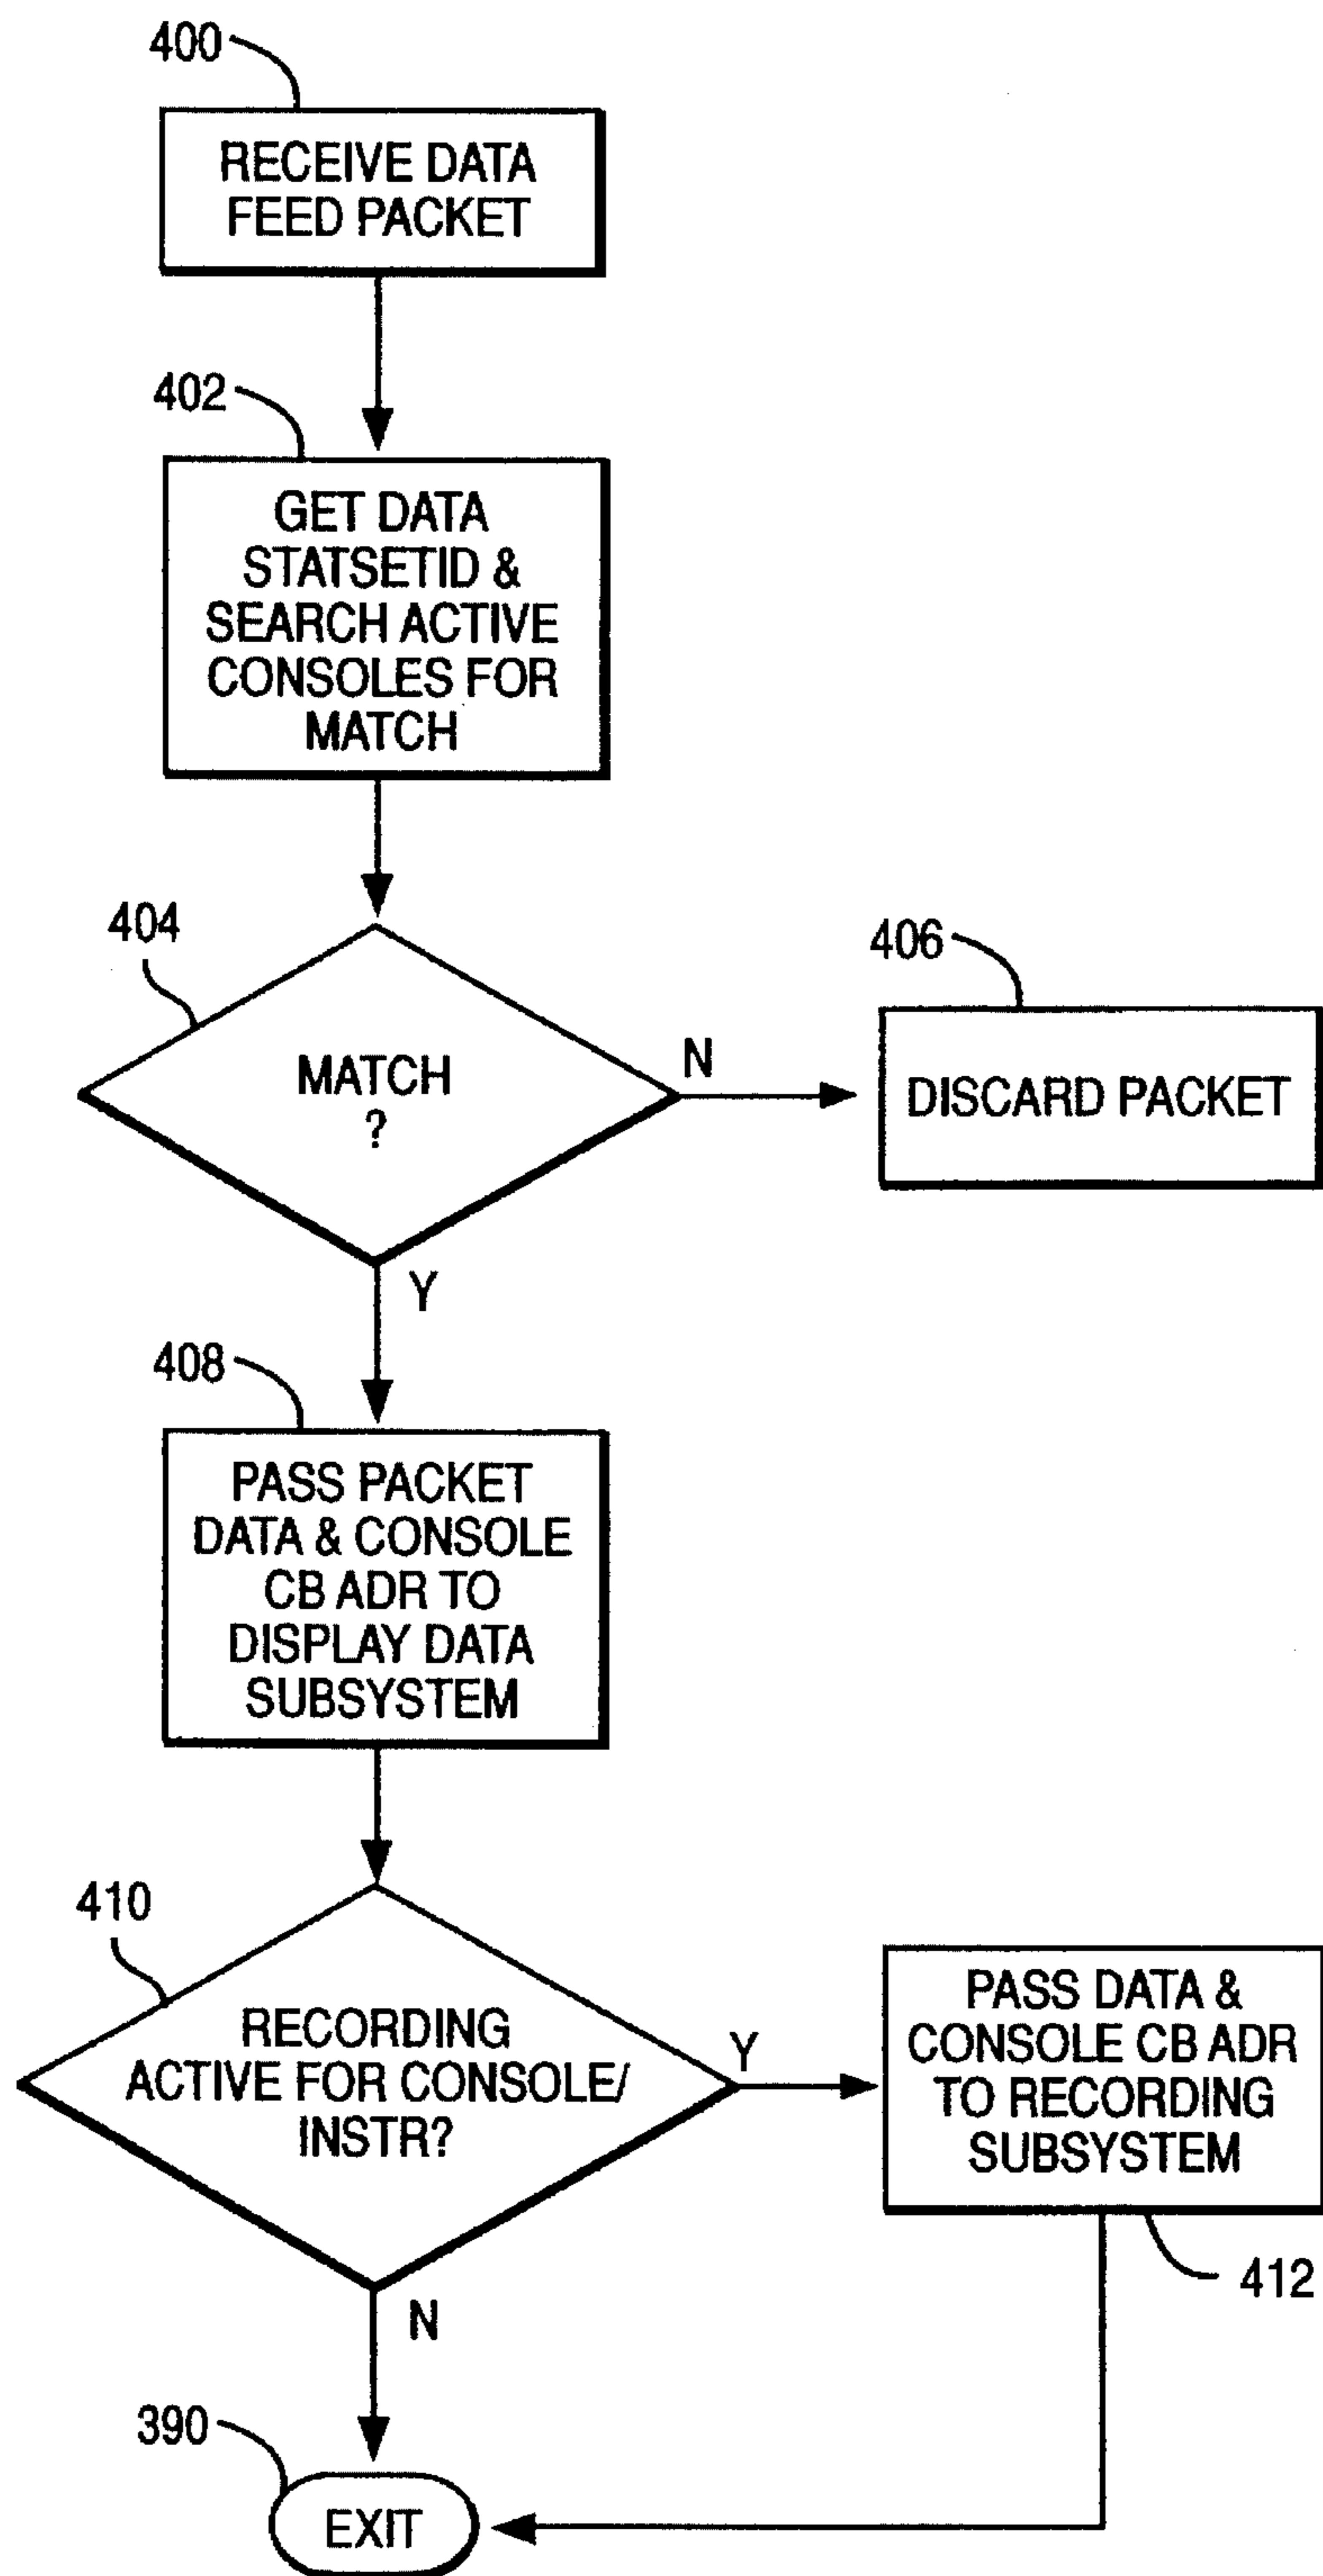 400
RECEIVE DATA
FEED PACKET
402
GET DATA
STATSETID &
SEARCH ACTIVE
CONSOLES FOR
MATCH
404
MATCH
?
N
406
DISCARD PACKET
Y
408
PASS PACKET
DATA & CONSOLE
CB ADR TO
DISPLAY DATA
SUBSYSTEM
410
RECORDING
ACTIVE FOR CONSOLE/
INSTR?
Y
PASS DATA &
CONSOLE CB ADR
TO RECORDING
SUBSYSTEM
412
N
390
EXIT